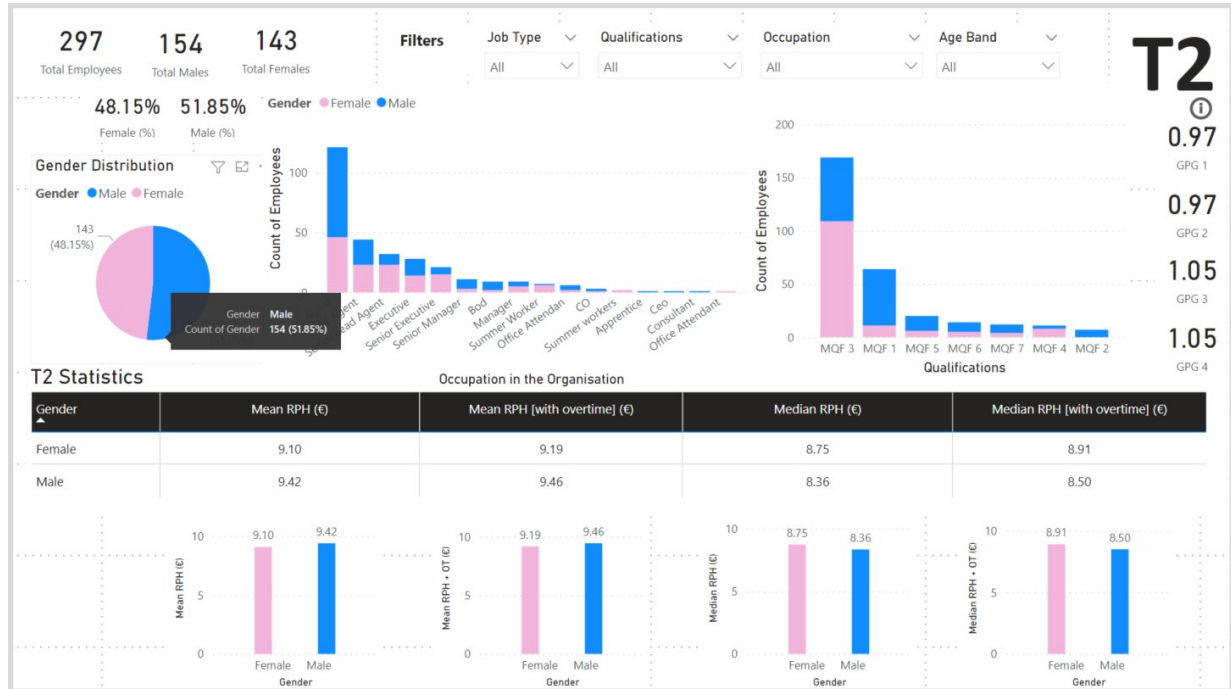 297
Total Employees
154
Total Males
143
Total Females
Filters
Job Type
All
Qualifications
All
Occupation
All
Age Band
All
T2
48.15%
Female (%)
51.85%
Male (%)
Gender Distribution
Gender Male Female
143
(48.15%)
Gender Male
Count of Gender 154 (51.85%)
Gender Female Male
Count of Employees
100
50
0
Executive
Senior Executive
Senior Manager
Bod
Manager
Summer Worker
Office Attendan
CO
Summer workers
Apprentice
Ceo
Consultant
Office Attendant
Occupation in the Organisation
Count of Employees
200
150
100
50
0
MQF 3 MQF 1 MQF 5 MQF 6 MQF 7 MQF 4 MQF 2
Qualifications
0.97
GPG 1
0.97
GPG 2
1.05
GPG 3
1.05
GPG 4
T2 Statistics
Gender Mean RPH (€) Mean RPH [with overtime] (€) Median RPH (€) Median RPH [with overtime] (€)
Female 9.10 9.19 8.75 8.91
Male 9.42 9.46 8.36 8.50
Mean RPH (€)
10
5
0
9.10 9.42
Female Male
Gender
Mean RPH + OT (€)
10
5
0
9.19 9.46
Female Male
Gender
Median RPH (€)
10
5
0
8.75 8.36
Female Male
Gender
Median RPH + OT (€)
10
5
0
8.91 8.50
Female Male
Gender